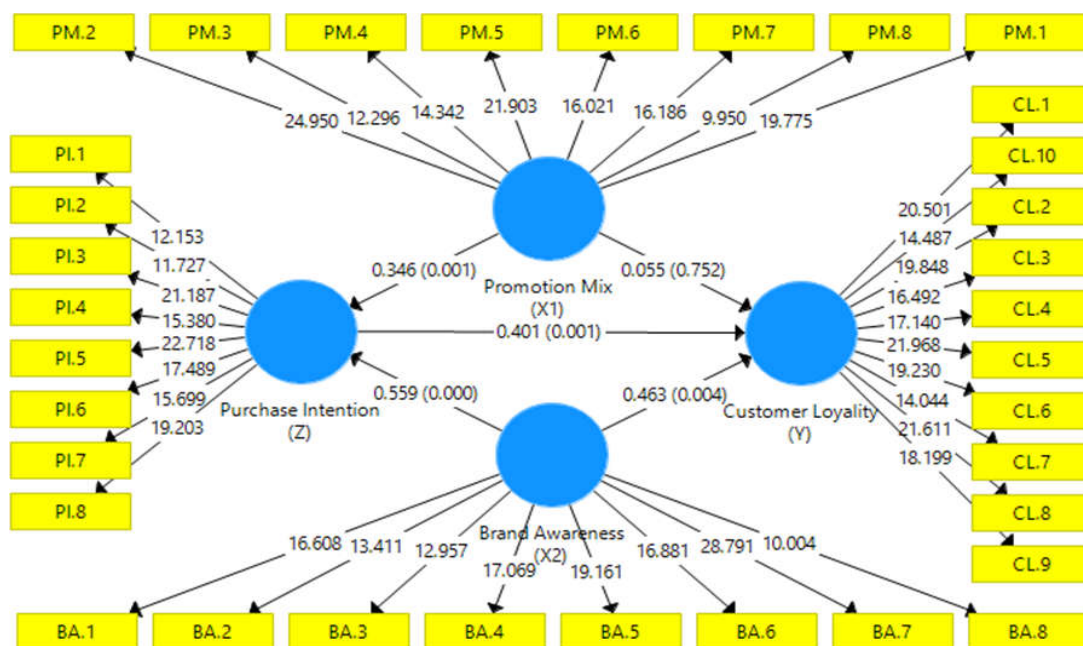 PM.2 PM.3 PM.4 PM.5 PM.6 PM.7 PM.8 PM.1
24.950 12.296 14.342 21.903 16.021 16.186 9.950 19.775
PI.1
PI.2
PI.3
PI.4
PI.5
PI.6
PI.7
PI.8
12.153
11.727
21.187
15.380
22.718
17.489
15.699
19.203
0.346 (0.001)
Promotion Mix
(X1)
0.055 (0.752)
0.401 (0.001)
Purchase Intention
(Z)
0.559 (0.000)
0.463 (0.004)
Customer Loyality
(Y)
Brand Awareness
(X2)
CL.1
CL.10
CL.2
CL.3
CL.4
CL.5
CL.6
CL.7
CL.8
CL.9
20.501
14.487
19.848
16.492
17.140
21.968
19.230
14.044
21.611
18.199
16.608 13.411 12.957 17.069 19.161 16.881 28.791 10.004
BA.1 BA.2 BA.3 BA.4 BA.5 BA.6 BA.7 BA.8